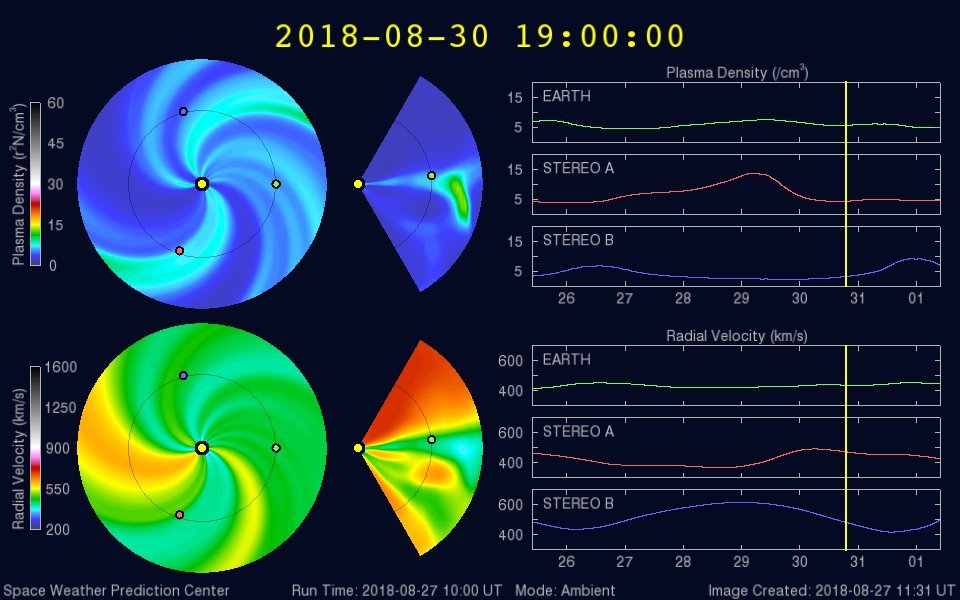 2018-08-30 19:00:00
Plasma Density (r²N/cm³)
60
45
30
15
0
Plasma Density (/cm³)
EARTH
15
5
STEREO A
15
5
STEREO B
15
5
26 27 28 29 30 31 01
Radial Velocity (km/s)
1600
1250
900
550
200
Radial Velocity (km/s)
EARTH
600
400
STEREO A
600
400
STEREO B
600
400
26 27 28 29 30 31 01
Space Weather Prediction Center Run Time: 2018-08-27 10:00 UT Mode: Ambient Image Created: 2018-08-27 11:31 UT